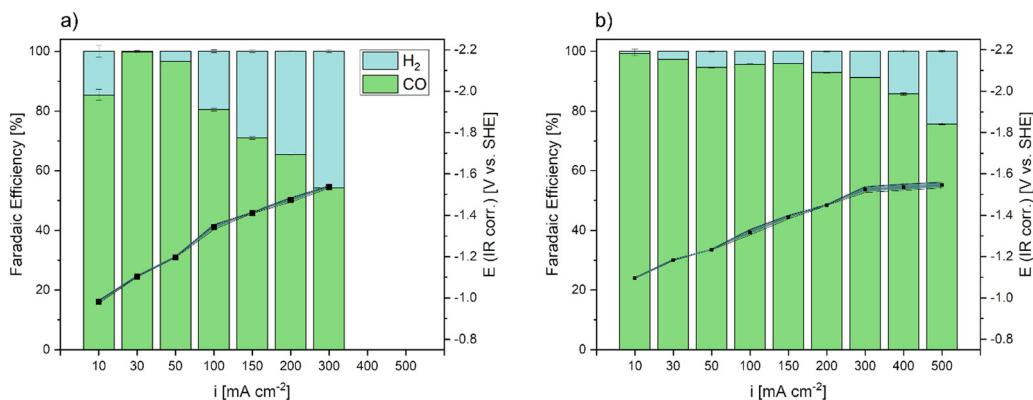 a)
Faradaic Efficiency [%]
100
80
60
40
20
0
H₂
CO
-2.2
-2.0
-1.8
-1.6
-1.4
-1.2
-1.0
-0.8
E (IR corr.) [V vs. SHE]
10 30 50 100 150 200 300 400 500
i [mA cm⁻²]
b)
Faradaic Efficiency [%]
100
80
60
40
20
0
-2.2
-2.0
-1.8
-1.6
-1.4
-1.2
-1.0
-0.8
E (IR corr.) [V vs. SHE]
10 30 50 100 150 200 300 400 500
i [mA cm⁻²]